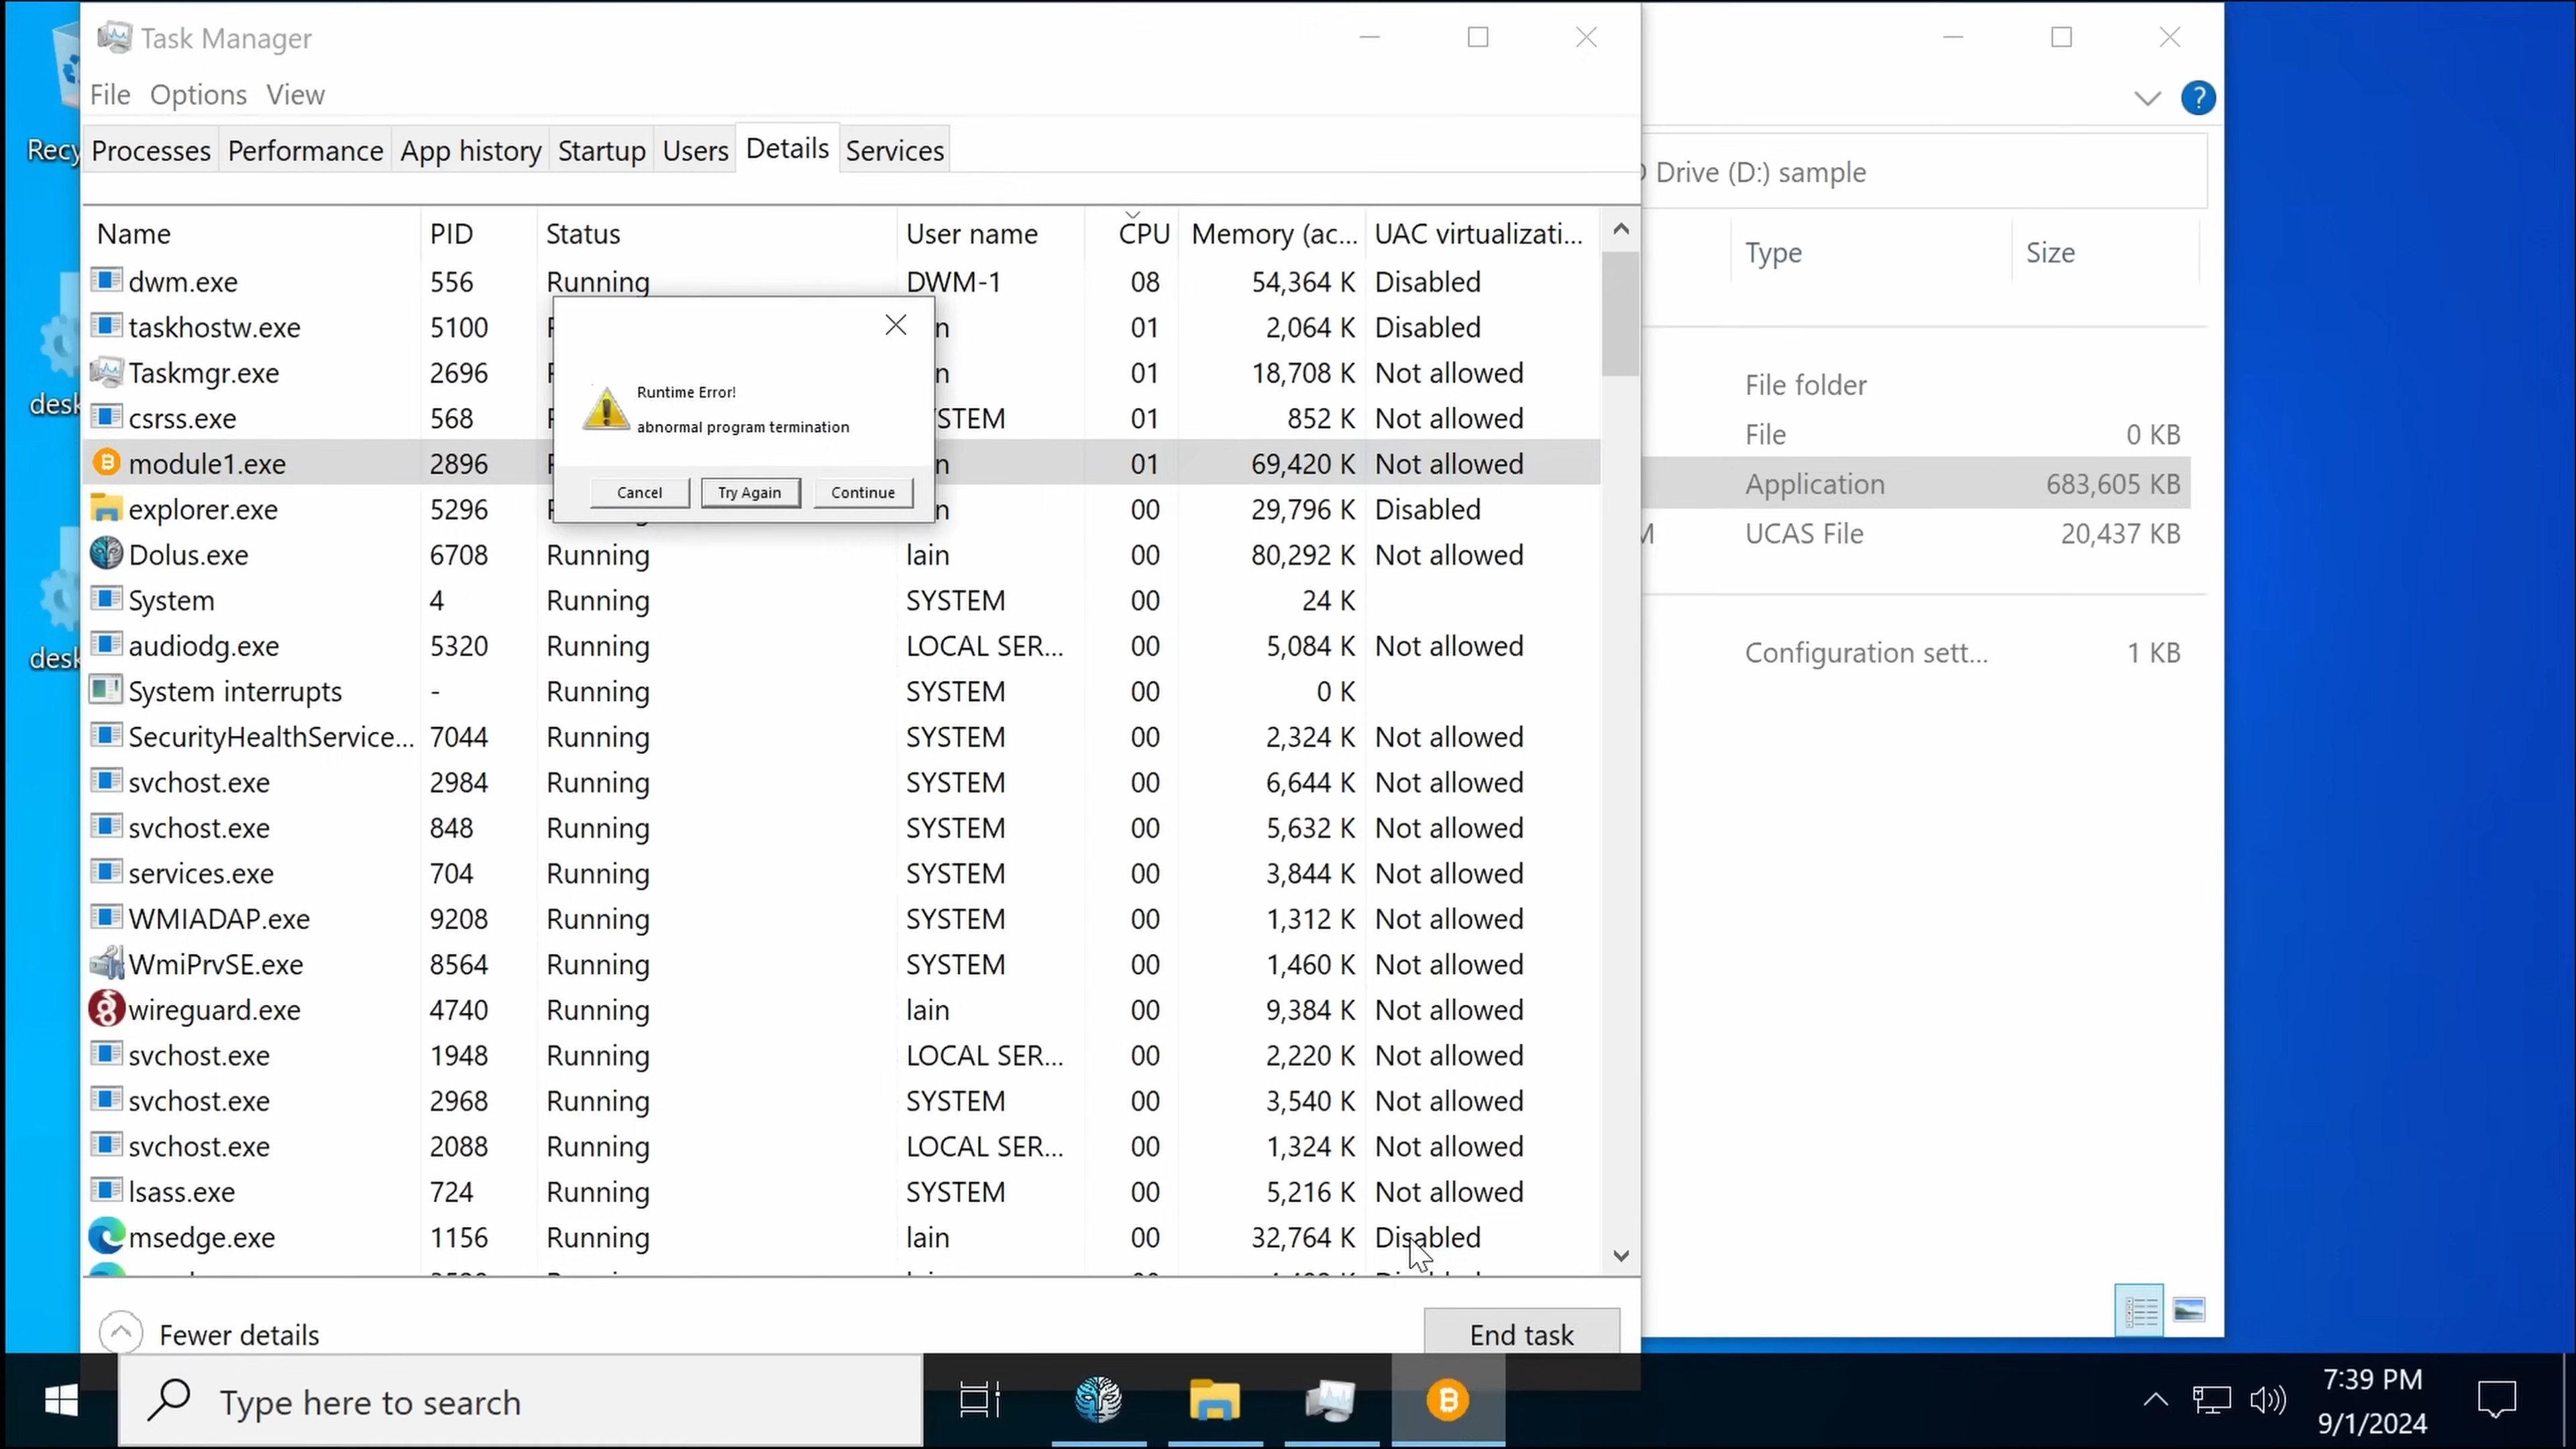 Task Manager
File Options View
Processes Performance App history Startup Users Details Services
Name PID Status User name CPU Memory (ac... UAC virtualizati...
dwm.exe 556 Running DWM-1 08 54,364 K Disabled
taskhostw.exe 5100 01 2,064 K Disabled
Taskmgr.exe 2696 01 18,708 K Not allowed
csrss.exe 568 01 852 K Not allowed
module1.exe 2896 01 69,420 K Not allowed
explorer.exe 5296 00 29,796 K Disabled
Dolus.exe 6708 Running lain 00 80,292 K Not allowed
System 4 Running SYSTEM 00 24 K
audiodg.exe 5320 Running LOCAL SER... 00 5,084 K Not allowed
System interrupts - Running SYSTEM 00 0 K
SecurityHealthService... 7044 Running SYSTEM 00 2,324 K Not allowed
svchost.exe 2984 Running SYSTEM 00 6,644 K Not allowed
svchost.exe 848 Running SYSTEM 00 5,632 K Not allowed
services.exe 704 Running SYSTEM 00 3,844 K Not allowed
WMIADAP.exe 9208 Running SYSTEM 00 1,312 K Not allowed
WmiPrvSE.exe 8564 Running SYSTEM 00 1,460 K Not allowed
wireguard.exe 4740 Running lain 00 9,384 K Not allowed
svchost.exe 1948 Running LOCAL SER... 00 2,220 K Not allowed
svchost.exe 2968 Running SYSTEM 00 3,540 K Not allowed
svchost.exe 2088 Running LOCAL SER... 00 1,324 K Not allowed
lsass.exe 724 Running SYSTEM 00 5,216 K Not allowed
msedge.exe 1156 Running lain 00 32,764 K Disabled
Fewer details
End task
Runtime Error!
abnormal program termination
Cancel Try Again Continue
Drive (D:) sample
Type Size
File folder
File 0 KB
Application 683,605 KB
UCAS File 20,437 KB
Configuration sett... 1 KB
Recy
desk
desk
Type here to search
7:39 PM
9/1/2024